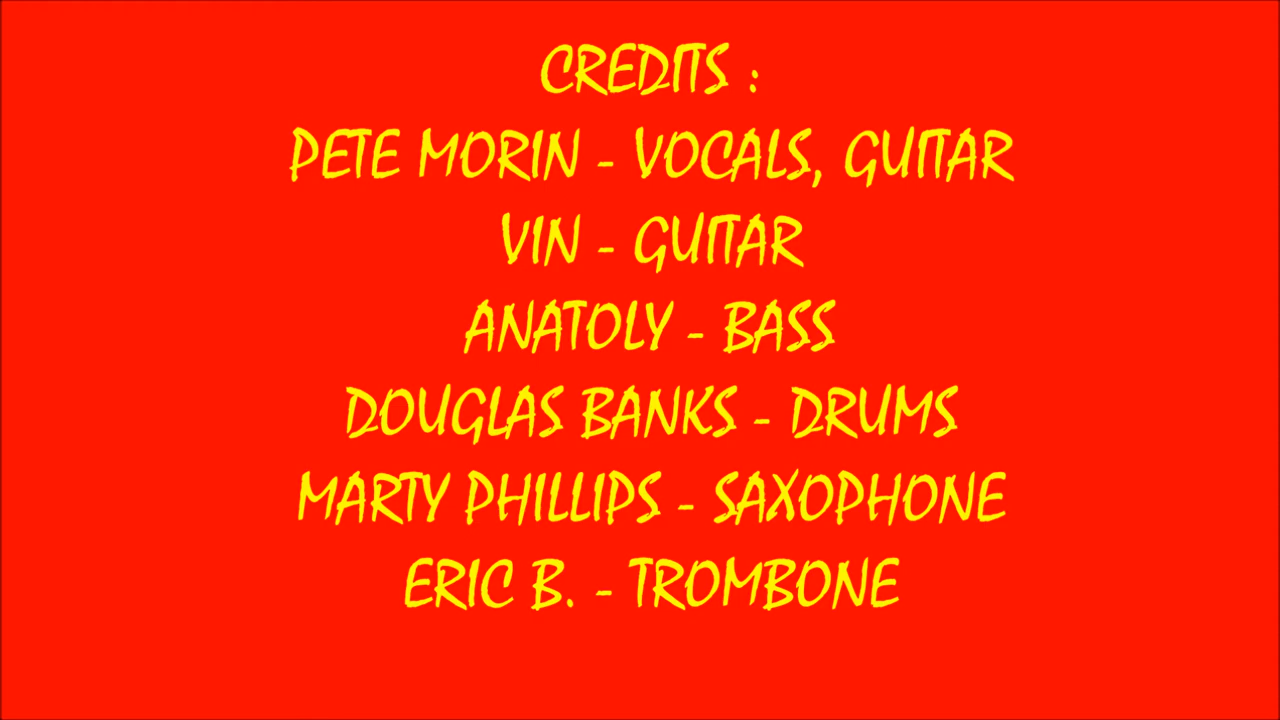 CREDITS :
PETE MORIN - VOCALS, GUITAR
VIN - GUITAR
ANATOLY - BASS
DOUGLAS BANKS - DRUMS
MARTY PHILLIPS - SAXOPHONE
ERIC B. - TROMBONE